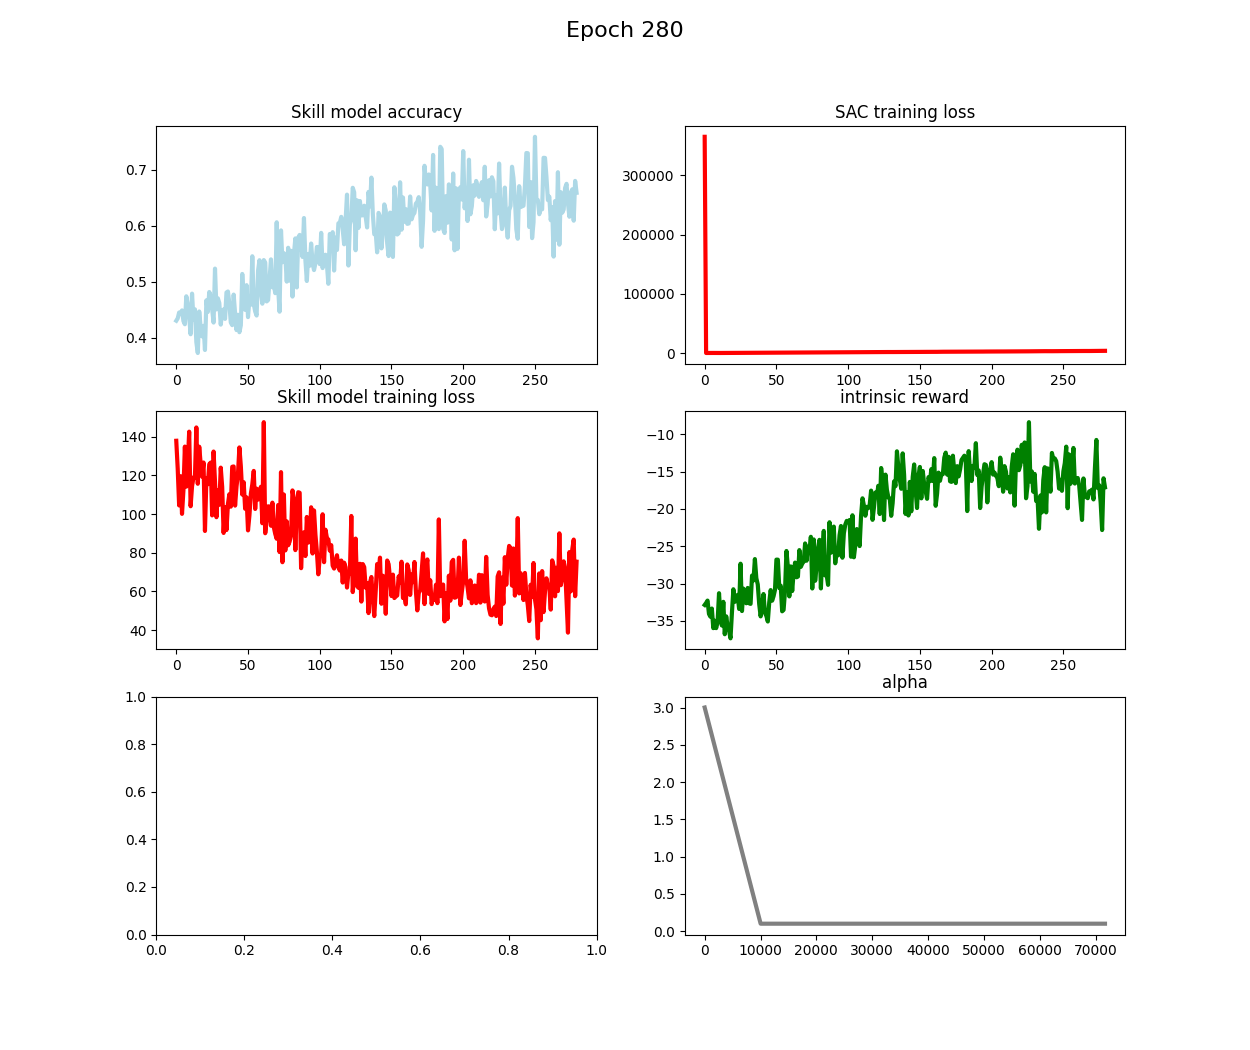 Epoch 280
Skill model accuracy
0.7
0.6
0.5
0.4
0 50 100 150 200 250
SAC training loss
300000
200000
100000
0
0 50 100 150 200 250
Skill model training loss
140
120
100
80
60
40
0 50 100 150 200 250
intrinsic reward
−10
−15
−20
−25
−30
−35
0 50 100 150 200 250
1.0
0.8
0.6
0.4
0.2
0.0
0.0 0.2 0.4 0.6 0.8 1.0
alpha
3.0
2.5
2.0
1.5
1.0
0.5
0.0
0 10000 20000 30000 40000 50000 60000 70000